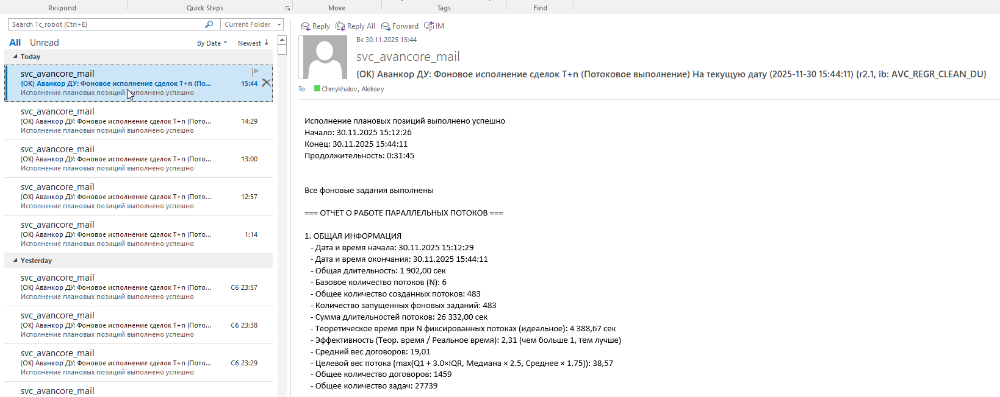 Respond
Quick Steps
Move
Tags
Find
Search 1c_robot (Ctrl+E)
Current Folder
All Unread
By Date Newest ↓
Today
svc_avancore_mail
{OK} Аванкор ДУ: Фоновое исполнение сделок T+n (По... 15:44
Исполнение плановых позиций выполнено успешно
svc_avancore_mail
{OK} Аванкор ДУ: Фоновое исполнение сделок T+n (Пото... 14:29
Исполнение плановых позиций выполнено успешно
svc_avancore_mail
{OK} Аванкор ДУ: Фоновое исполнение сделок T+n (Пото... 13:00
Исполнение плановых позиций выполнено успешно
svc_avancore_mail
{OK} Аванкор ДУ: Фоновое исполнение сделок T+n (Пото... 12:57
Исполнение плановых позиций выполнено успешно
svc_avancore_mail
{OK} Аванкор ДУ: Фоновое исполнение сделок T+n (Пото... 1:14
Исполнение плановых позиций выполнено успешно
Yesterday
svc_avancore_mail
{OK} Аванкор ДУ: Фоновое исполнение сделок T+n (Пото... Сб 23:57
Исполнение плановых позиций выполнено успешно
svc_avancore_mail
{OK} Аванкор ДУ: Фоновое исполнение сделок T+n (Пото... Сб 23:38
Исполнение плановых позиций выполнено успешно
svc_avancore_mail
{OK} Аванкор ДУ: Фоновое исполнение сделок T+n (Пото... Сб 23:29
Исполнение плановых позиций выполнено успешно
svc_avancore_mail
Reply Reply All Forward IM
Вс 30.11.2025 15:44
svc_avancore_mail
{OK} Аванкор ДУ: Фоновое исполнение сделок T+n (Потоковое выполнение) На текущую дату (2025-11-30 15:44:11) {r2.1, ib: AVC_REGR_CLEAN_DU}
To Chmykhalov, Aleksey
Исполнение плановых позиций выполнено успешно
Начало: 30.11.2025 15:12:26
Конец: 30.11.2025 15:44:11
Продолжительность: 0:31:45
Все фоновые задания выполнены
=== ОТЧЕТ О РАБОТЕ ПАРАЛЛЕЛЬНЫХ ПОТОКОВ ===
1. ОБЩАЯ ИНФОРМАЦИЯ
- Дата и время начала: 30.11.2025 15:12:29
- Дата и время окончания: 30.11.2025 15:44:11
- Общая длительность: 1 902,00 сек
- Базовое количество потоков (N): 6
- Общее количество созданных потоков: 483
- Количество запущенных фоновых заданий: 483
- Сумма длительностей потоков: 26 332,00 сек
- Теоретическое время при N фиксированных потоках (идеальное): 4 388,67 сек
- Эффективность (Теор. время / Реальное время): 2,31 (чем больше 1, тем лучше)
- Средний вес договоров: 19,01
- Целевой вес потока (max(Q1 + 3.0×IQR, Медиана × 2.5, Среднее × 1.75)): 38,57
- Общее количество договоров: 1459
- Общее количество задач: 27739